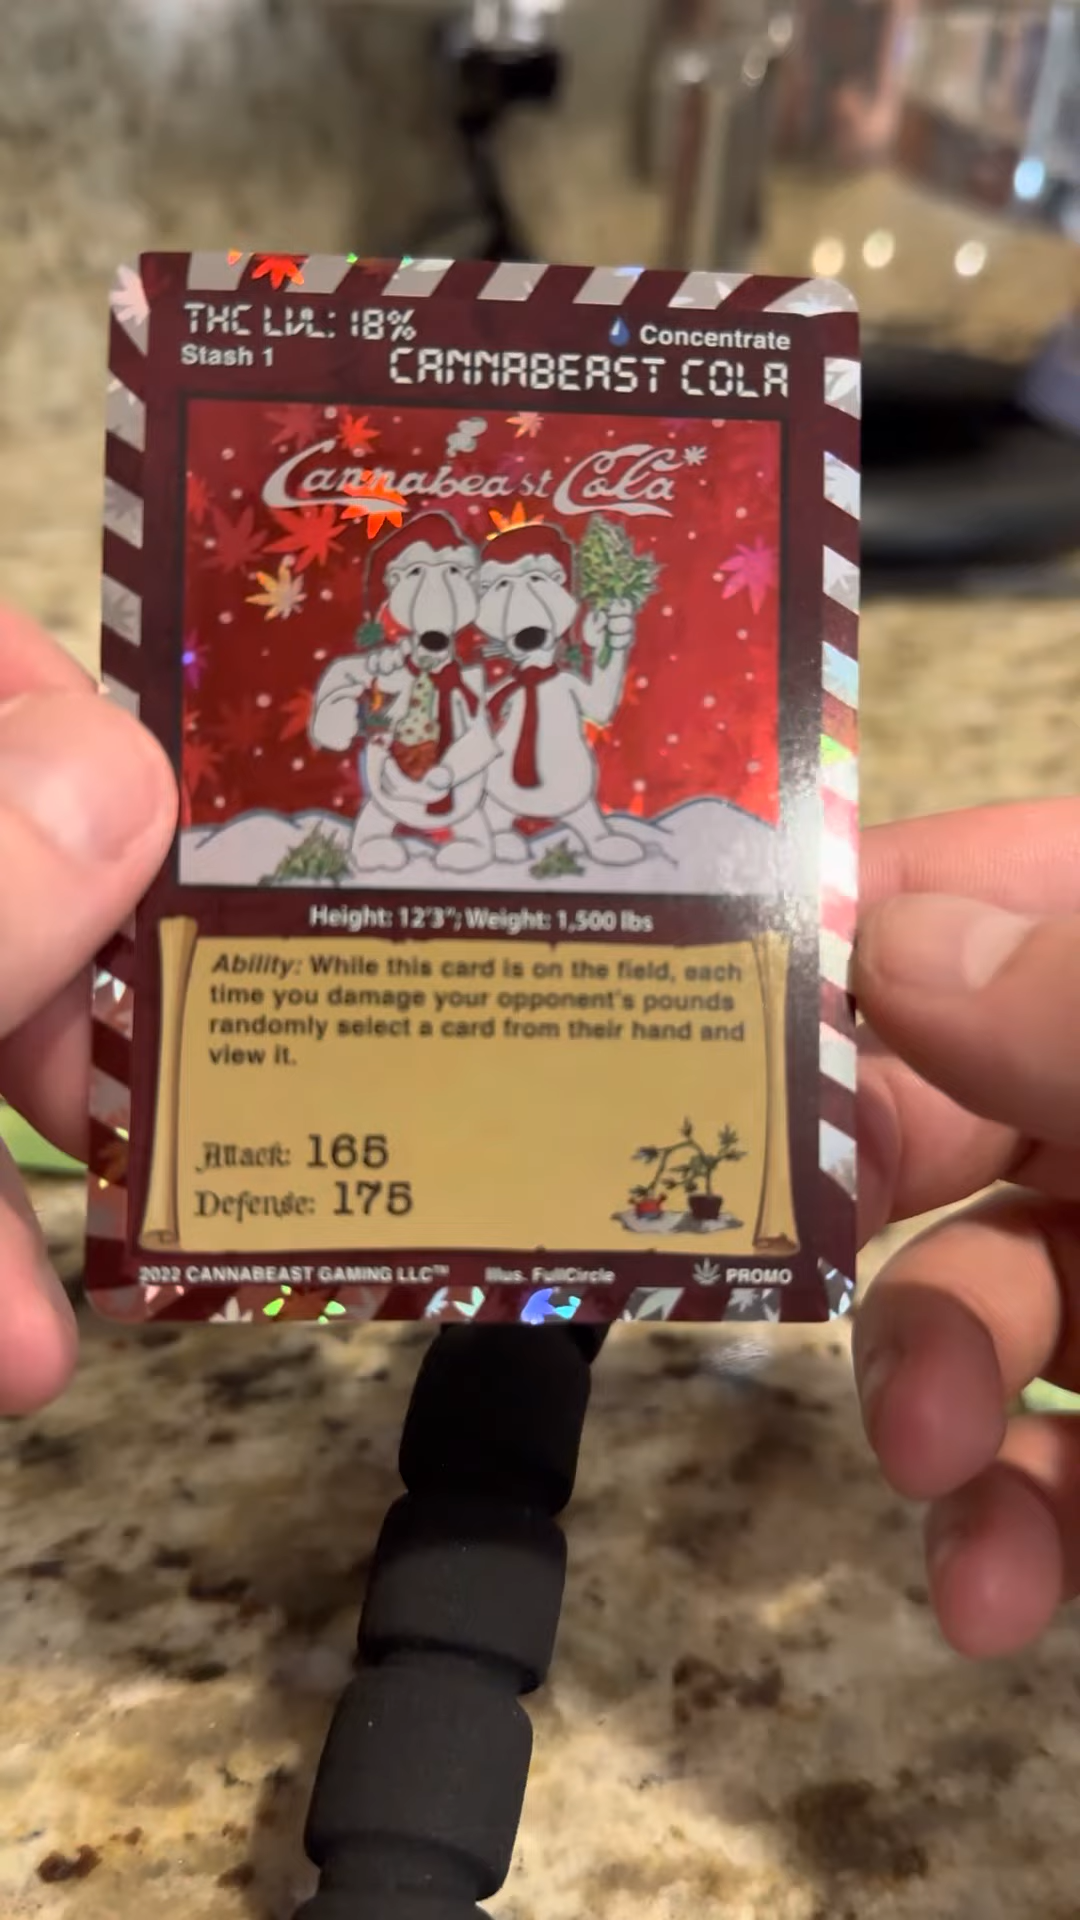 THC LVL: 18%
Concentrate
Stash 1
CANNABEAST COLA
Cannabeast Cola*
Height: 12'3"; Weight: 1,500 lbs
Ability: While this card is on the field, each
time you damage your opponent's pounds
randomly select a card from their hand and
view it.
Attack: 165
Defense: 175
2022 CANNABEAST GAMING LLC™ Illus. FullCircle PROMO